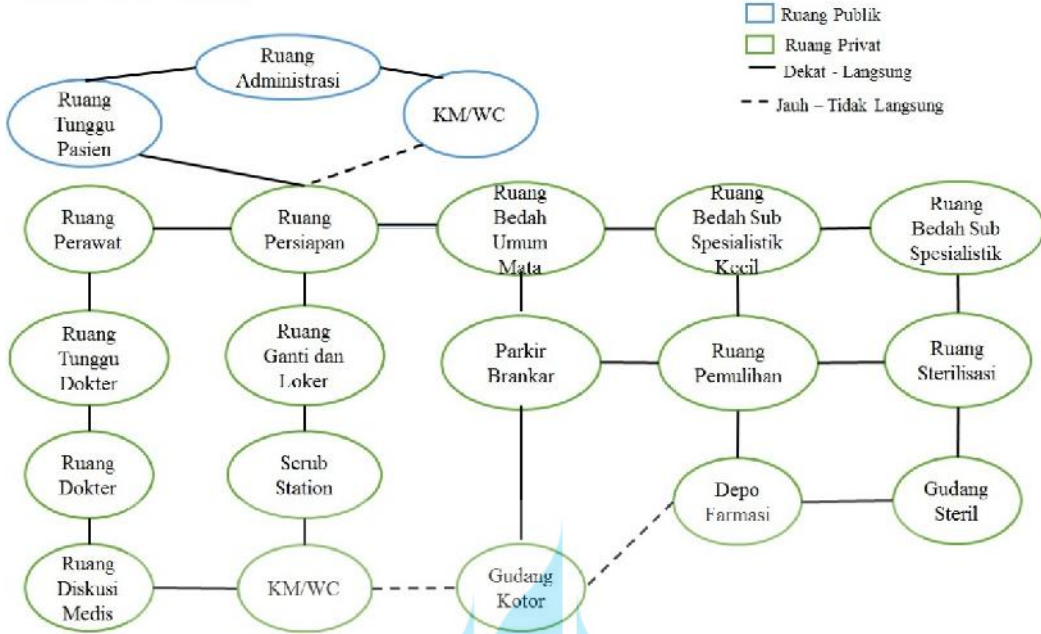 Ruang Publik
Ruang Privat
Dekat - Langsung
Jauh – Tidak Langsung
Ruang
Administrasi
Ruang
Tunggu
Pasien
KM/WC
Ruang
Perawat
Ruang
Persiapan
Ruang
Bedah
Umum
Mata
Ruang
Bedah Sub
Spesialistik
Kecil
Ruang
Bedah Sub
Spesialistik
Ruang
Tunggu
Dokter
Ruang
Ganti dan
Loker
Parkir
Brankar
Ruang
Pemulihan
Ruang
Sterilisasi
Ruang
Dokter
Scrub
Station
Depo
Farmasi
Gudang
Steril
Ruang
Diskusi
Medis
KM/WC
Gudang
Kotor